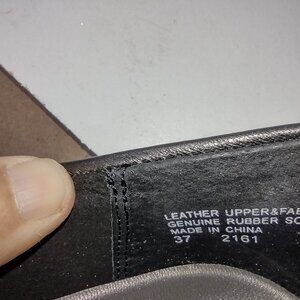 LEATHER UPPER&FAB
GENUINE RUBBER SO
MADE IN CHINA
37 2161